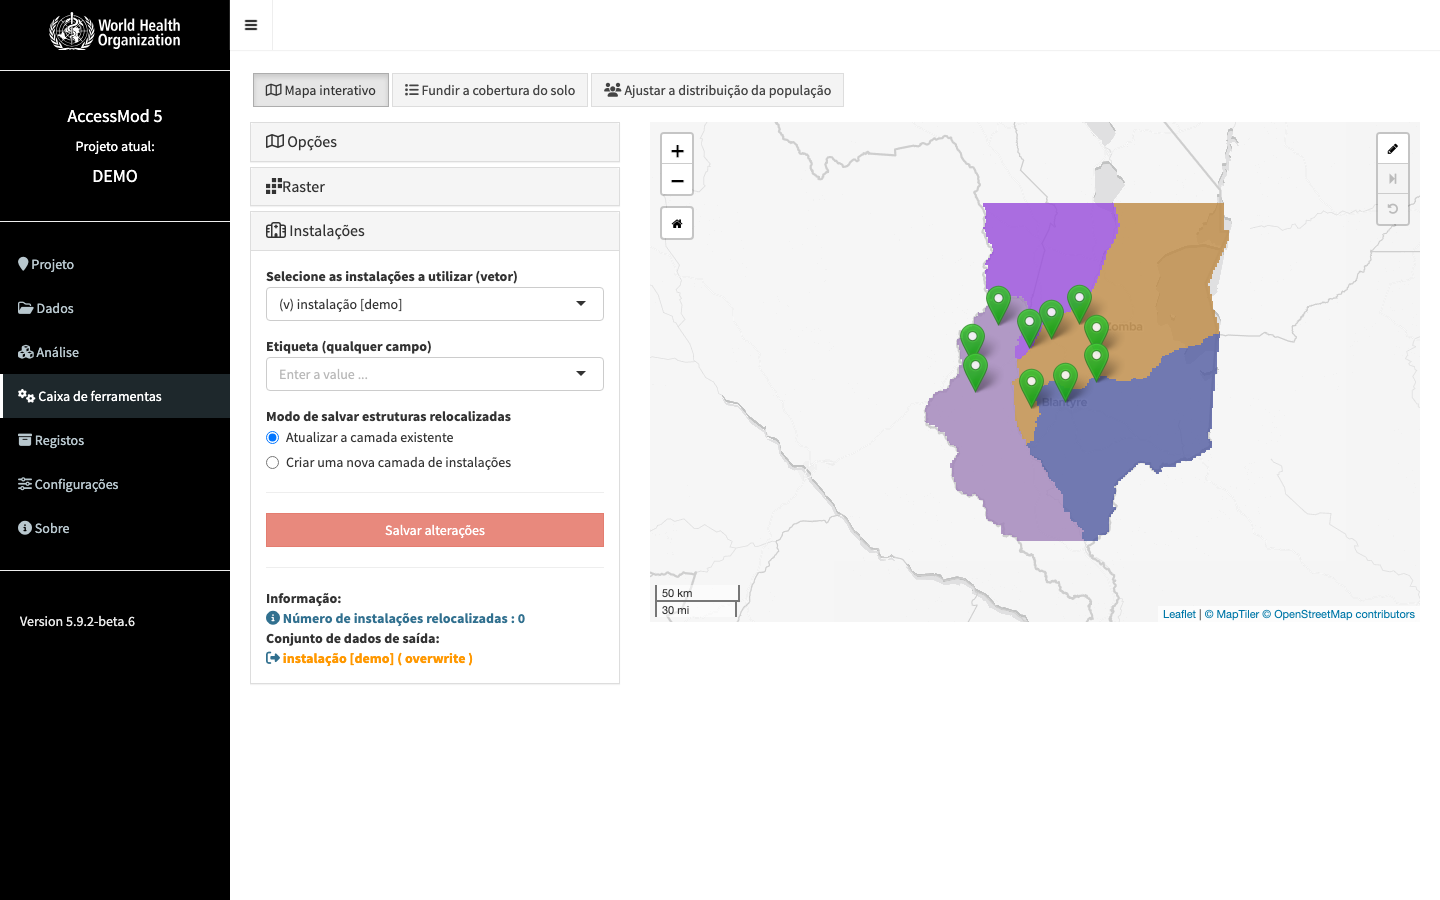 World Health
Organization
AccessMod 5
Projeto atual:
DEMO
Projeto
Dados
Análise
Caixa de ferramentas
Registos
Configurações
Sobre
Version 5.9.2-beta.6
Mapa interativo
Fundir a cobertura do solo
Ajustar a distribuição da população
Opções
Raster
Instalações
Selecione as instalações a utilizar (vetor)
(v) instalação [demo]
Etiqueta (qualquer campo)
Enter a value ...
Modo de salvar estruturas relocalizadas
Atualizar a camada existente
Criar uma nova camada de instalações
Salvar alterações
Informação:
Número de instalações relocalizadas : 0
Conjunto de dados de saída:
instalação [demo] ( overwrite )
+
−
Zomba
Blantyre
50 km
30 mi
Leaflet | © MapTiler © OpenStreetMap contributors